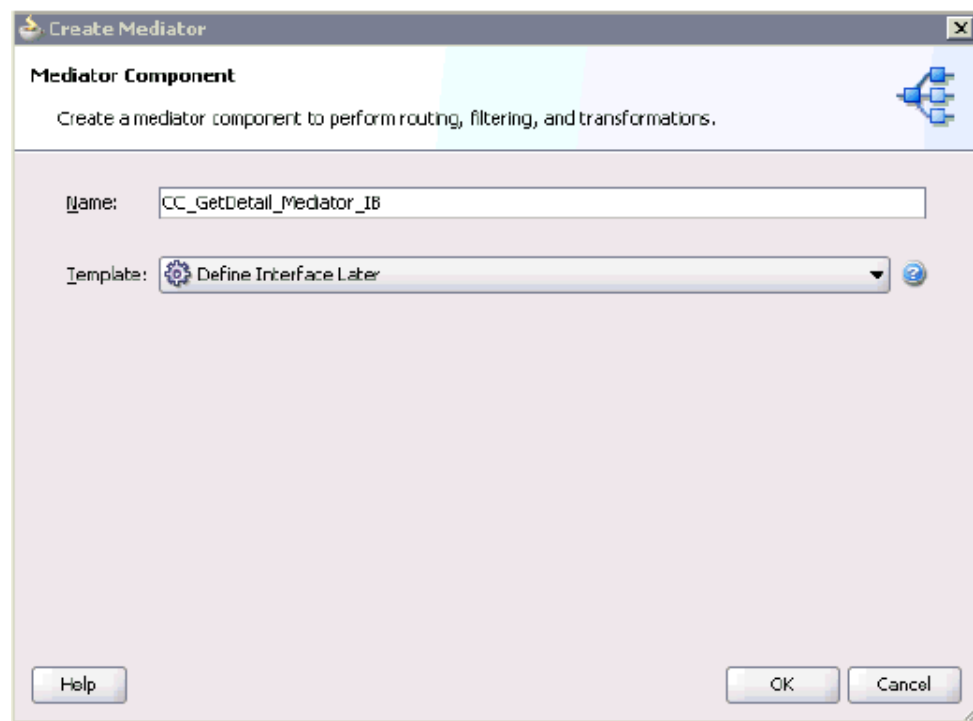 Create Mediator
Mediator Component
Create a mediator component to perform routing, filtering, and transformations.
Name: CC_GetDetail_Mediator_IB
Template: Define Interface Later
Help OK Cancel